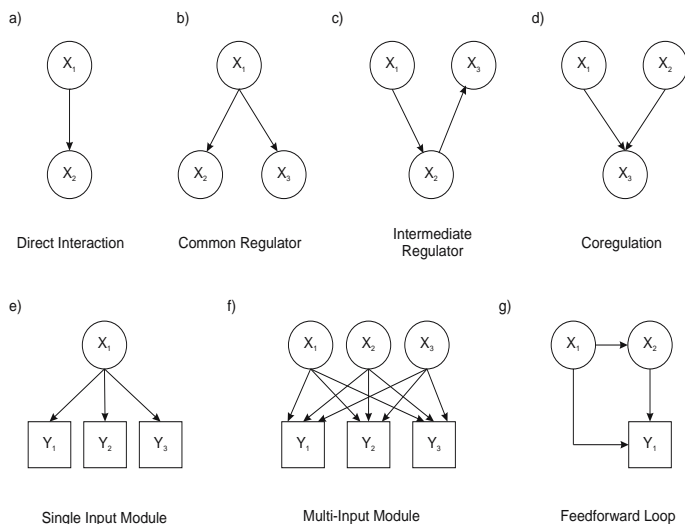 a) b) c) d)
X₁ X₁ X₁ X₃ X₁ X₂
X₂ X₂ X₃ X₂ X₃
Direct Interaction Common Regulator Intermediate Regulator Coregulation
e) f) g)
X₁ X₁ X₂ X₃ X₁ X₂
Y₁ Y₂ Y₃ Y₁ Y₂ Y₃ Y₁
Single Input Module Multi-Input Module Feedforward Loop